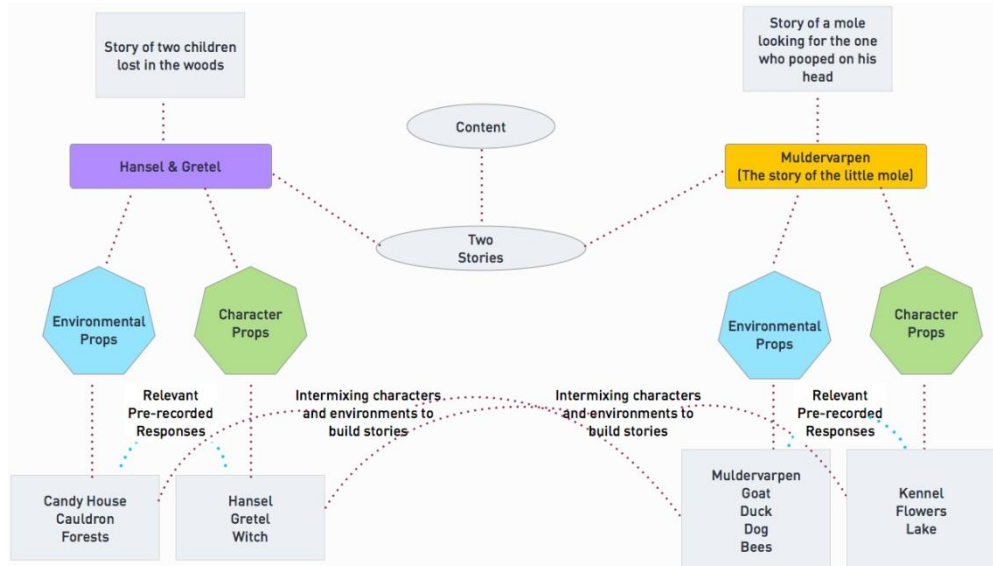 Story of two children
lost in the woods
Story of a mole
looking for the one
who pooped on his
head
Content
Hansel & Gretel
Muldervarpen
(The story of the little mole)
Two
Stories
Environmental
Props
Character
Props
Environmental
Props
Character
Props
Relevant
Pre-recorded
Responses
Intermixing characters
and environments to
build stories
Intermixing characters
and environments to
build stories
Relevant
Pre-recorded
Responses
Candy House
Cauldron
Forests
Hansel
Gretel
Witch
Muldervarpen
Goat
Duck
Dog
Bees
Kennel
Flowers
Lake